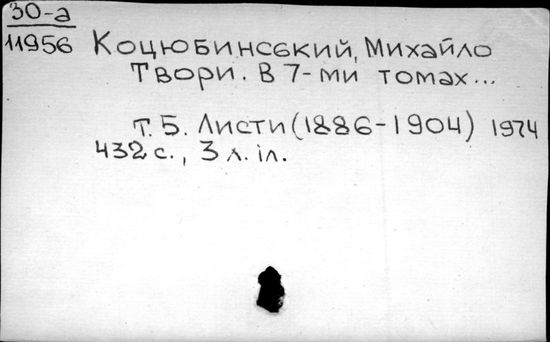 30-а
11956
Коцюбинський, Михайло
Твори. В 7-ми томах...
Т. 5. Листи (1886-1904) 1974
432 с., 3 л. іл.